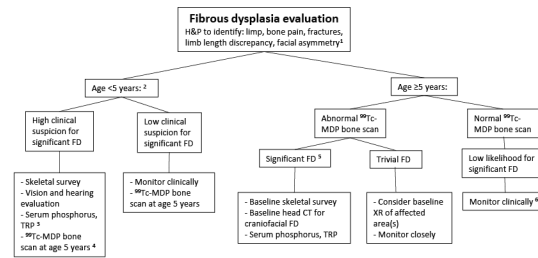 Fibrous dysplasia evaluation
H&P to identify: limp, bone pain, fractures,
limb length discrepancy, facial asymmetry¹
Age <5 years: ²
High clinical
suspicion for
significant FD
- Skeletal survey
- Vision and hearing
evaluation
- Serum phosphorus,
TRP ³
- ⁹⁹Tc-MDP bone
scan at age 5 years ⁴
Low clinical
suspicion for
significant FD
- Monitor clinically
- ⁹⁹Tc-MDP bone
scan at age 5 years
Age ≥5 years:
Abnormal ⁹⁹Tc-
MDP bone scan
Significant FD ⁵
- Baseline skeletal survey
- Baseline head CT for
craniofacial FD
- Serum phosphorus, TRP
Trivial FD
- Consider baseline
XR of affected
area(s)
- Monitor closely
Normal ⁹⁹Tc-
MDP bone scan
Low likelihood for
significant FD
Monitor clinically ⁶